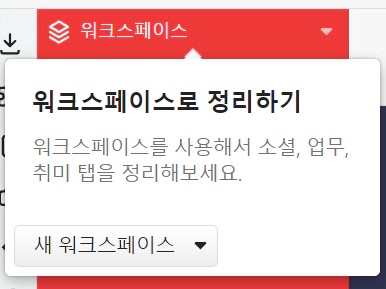 워크스페이스
워크스페이스로 정리하기
워크스페이스를 사용해서 소셜, 업무,
취미 탭을 정리해보세요.
새 워크스페이스